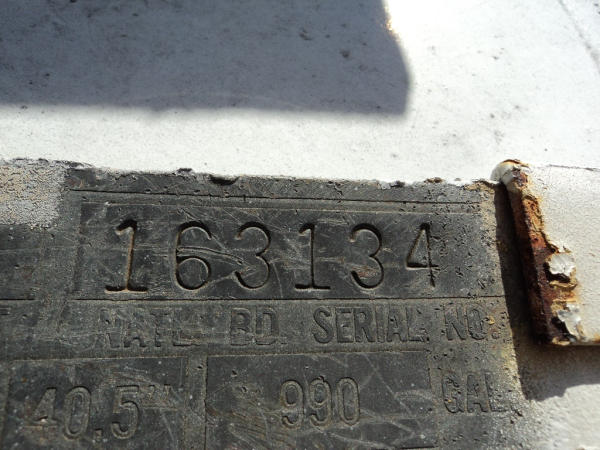 163134
NAT'L BD. SERIAL NO.
40.5" 990 GAL.